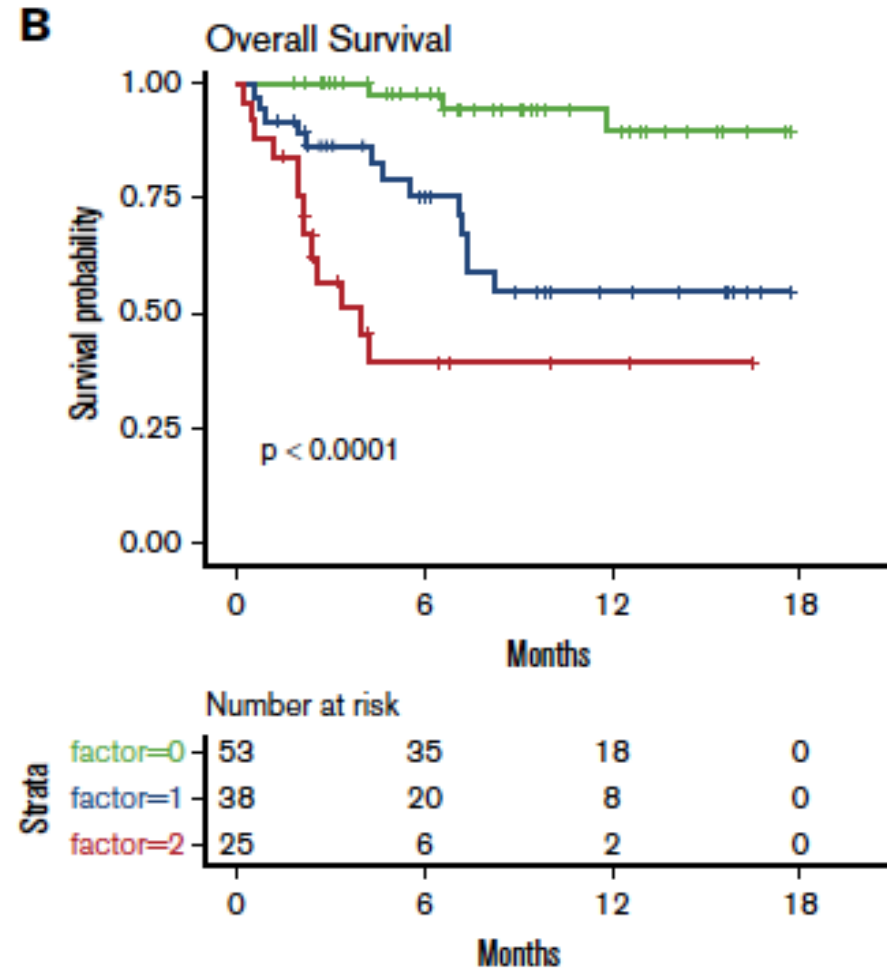 B
Overall Survival
1.00
0.75
0.50
0.25
0.00
Survival probability
p < 0.0001
0 6 12 18
Months
Number at risk
Strata
factor=0 53 35 18 0
factor=1 38 20 8 0
factor=2 25 6 2 0
0 6 12 18
Months